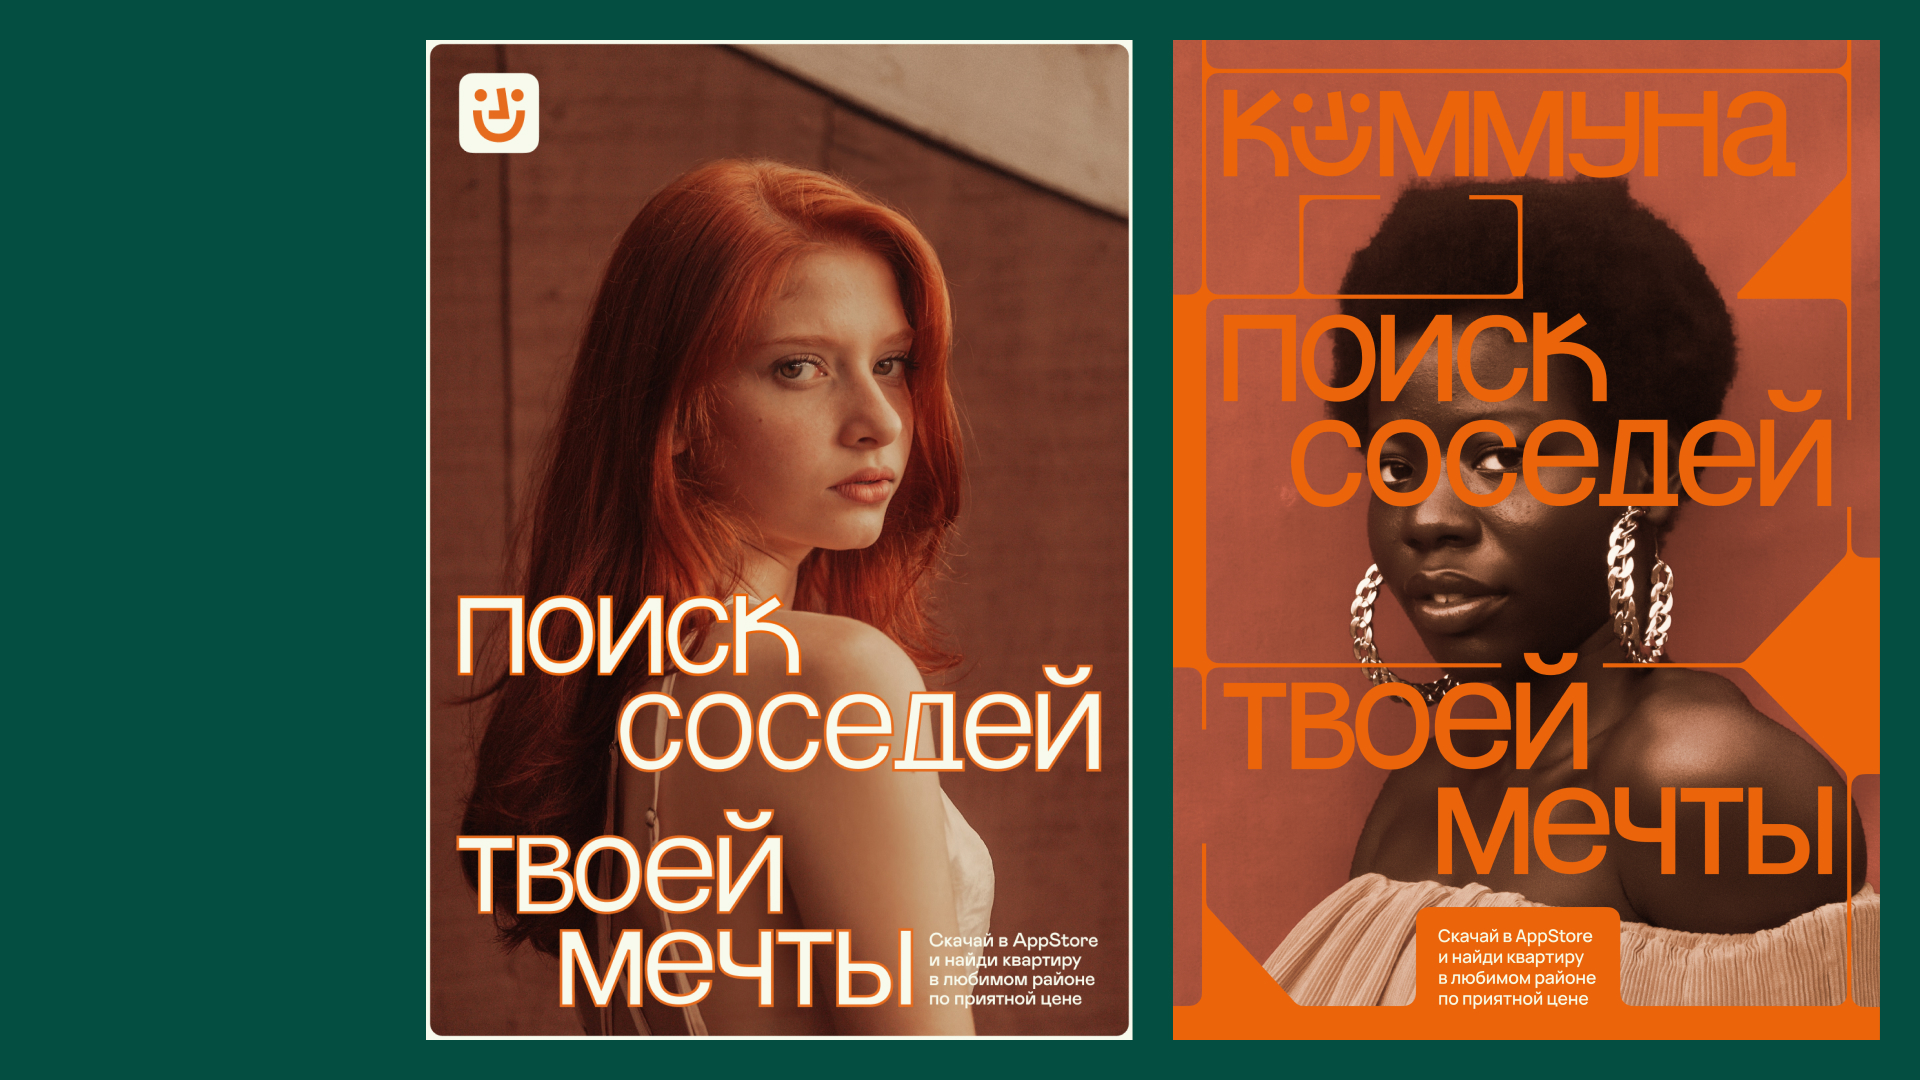 поиск
соседей
твоей
мечты
Скачай в AppStore
и найди квартиру
в любимом районе
по приятной цене
коммуна
поиск
соседей
твоей
мечты
Скачай в AppStore
и найди квартиру
в любимом районе
по приятной цене